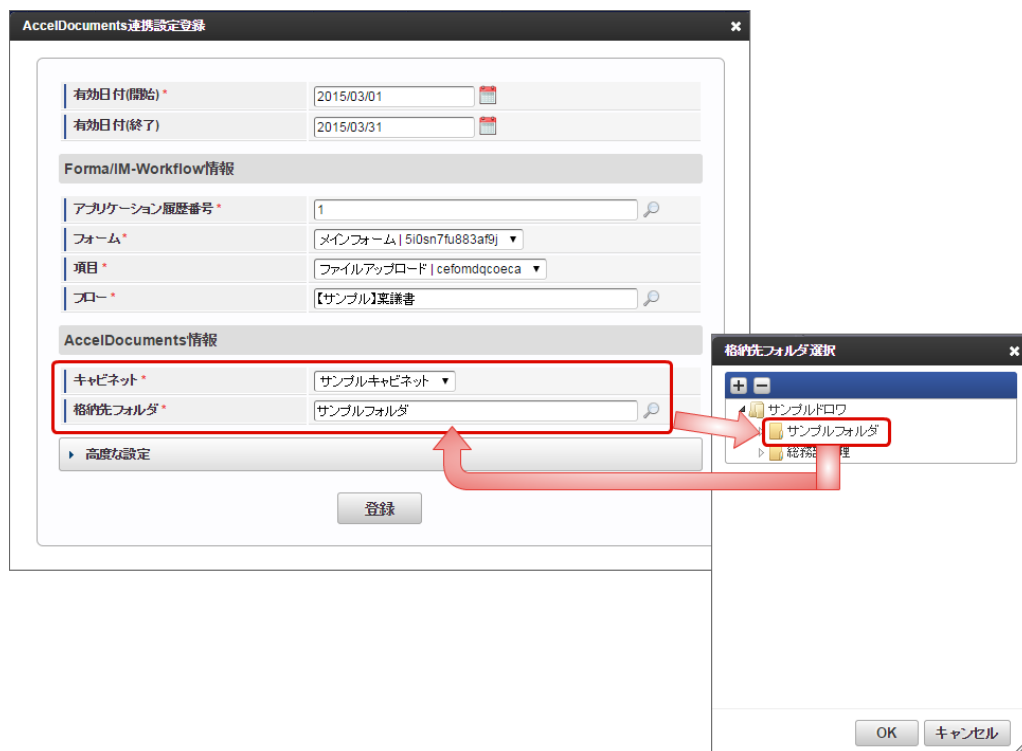 AccelDocuments連携設定登録
有効日付(開始)*
2015/03/01
有効日付(終了)
2015/03/31
Forma/IM-Workflow情報
アプリケーション履歴番号*
1
フォーム*
メインフォーム | 5i0sn7fu883af9j
項目*
ファイルアップロード | cefomdqcoeca
フロー*
【サンプル】稟議書
AccelDocuments情報
キャビネット*
サンプルキャビネット
格納先フォルダ*
サンプルフォルダ
高度な設定
登録
格納先フォルダ選択
サンプルドロワ
サンプルフォルダ
総務
理
OK
キャンセル